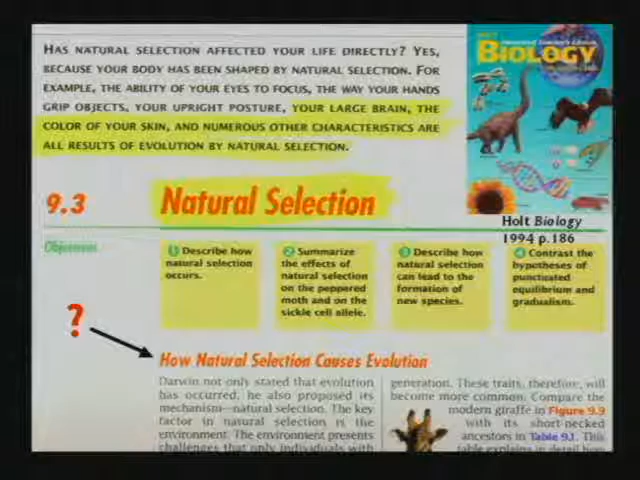 HAS NATURAL SELECTION AFFECTED YOUR LIFE DIRECTLY? YES,
BECAUSE YOUR BODY HAS BEEN SHAPED BY NATURAL SELECTION. FOR
EXAMPLE, THE ABILITY OF YOUR EYES TO FOCUS, THE WAY YOUR HANDS
GRIP OBJECTS, YOUR UPRIGHT POSTURE, YOUR LARGE BRAIN, THE
COLOR OF YOUR SKIN, AND NUMEROUS OTHER CHARACTERISTICS ARE
ALL RESULTS OF EVOLUTION BY NATURAL SELECTION.
BIOLOGY
Holt Biology
1994 p.186
9.3 Natural Selection
Objectives
1 Describe how
natural selection
occurs.
2 Summarize
the effects of
natural selection
on the peppered
moth and on the
sickle cell allele.
3 Describe how
natural selection
can lead to the
formation of
new species.
4 Contrast the
hypotheses of
punctuated
equilibrium and
gradualism.
?
How Natural Selection Causes Evolution
Darwin not only stated that evolution
has occurred, he also proposed its
mechanism—natural selection. The key
factor in natural selection is the
environment. The environment presents
challenges that only individuals with
generation. These traits, therefore, will
become more common. Compare the
modern giraffe in Figure 9.9
with its short-necked
ancestors in Table 9.1. This
table explains in detail how